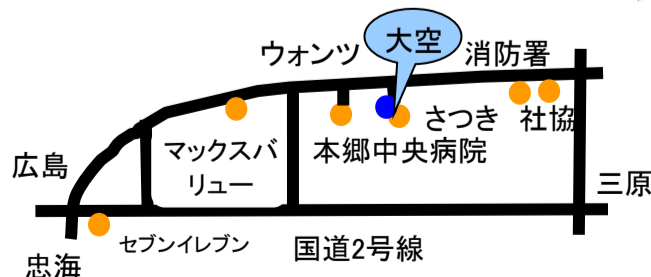 大空
ウォンツ
消防署
さつき
社協
マックスバ
リュー
本郷中央病院
広島
三原
セブンイレブン
国道2号線
忠海